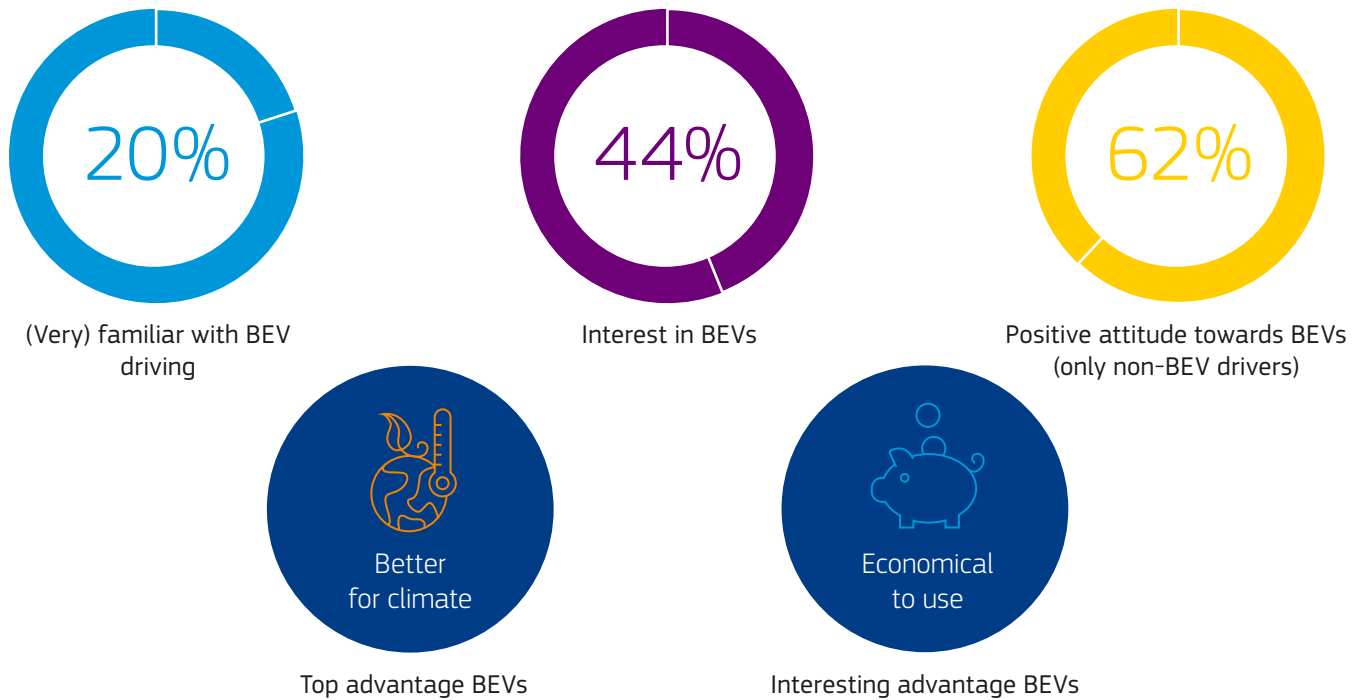 20%
44%
62%
(Very) familiar with BEV
driving
Interest in BEVs
Positive attitude towards BEVs
(only non-BEV drivers)
Better
for climate
Economical
to use
Top advantage BEVs
Interesting advantage BEVs